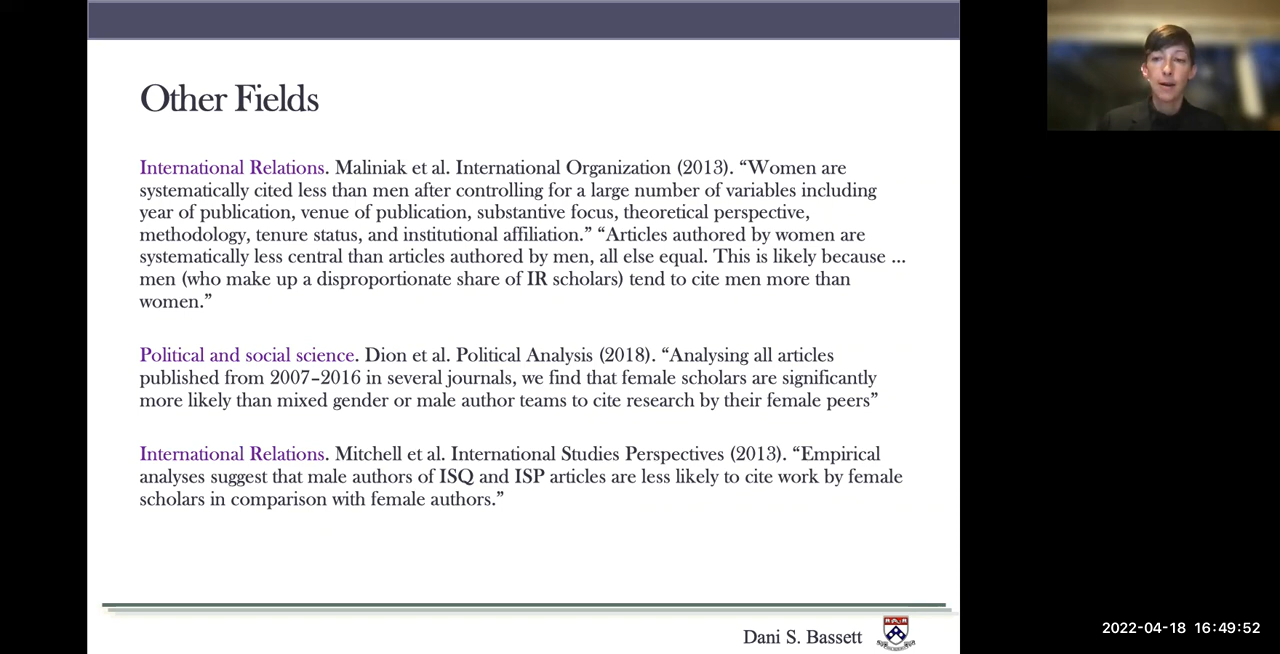 Other Fields
International Relations. Maliniak et al. International Organization (2013). “Women are
systematically cited less than men after controlling for a large number of variables including
year of publication, venue of publication, substantive focus, theoretical perspective,
methodology, tenure status, and institutional affiliation.” “Articles authored by women are
systematically less central than articles authored by men, all else equal. This is likely because ...
men (who make up a disproportionate share of IR scholars) tend to cite men more than
women.”
Political and social science. Dion et al. Political Analysis (2018). “Analysing all articles
published from 2007–2016 in several journals, we find that female scholars are significantly
more likely than mixed gender or male author teams to cite research by their female peers”
International Relations. Mitchell et al. International Studies Perspectives (2013). “Empirical
analyses suggest that male authors of ISQ and ISP articles are less likely to cite work by female
scholars in comparison with female authors.”
Dani S. Bassett
2022-04-18 16:49:52